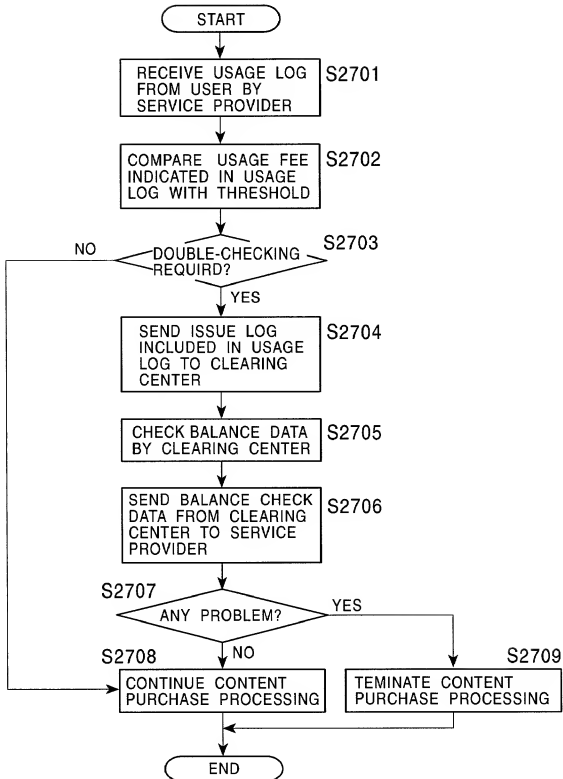 START
S2701
RECEIVE USAGE LOG
FROM USER BY
SERVICE PROVIDER
S2702
COMPARE USAGE FEE
INDICATED IN USAGE
LOG WITH THRESHOLD
S2703
NO
DOUBLE-CHECKING
REQUIRD?
YES
S2704
SEND ISSUE LOG
INCLUDED IN USAGE
LOG TO CLEARING
CENTER
S2705
CHECK BALANCE DATA
BY CLEARING CENTER
S2706
SEND BALANCE CHECK
DATA FROM CLEARING
CENTER TO SERVICE
PROVIDER
S2707
ANY PROBLEM?
YES
NO
S2708
CONTINUE CONTENT
PURCHASE PROCESSING
S2709
TEMINATE CONTENT
PURCHASE PROCESSING
END